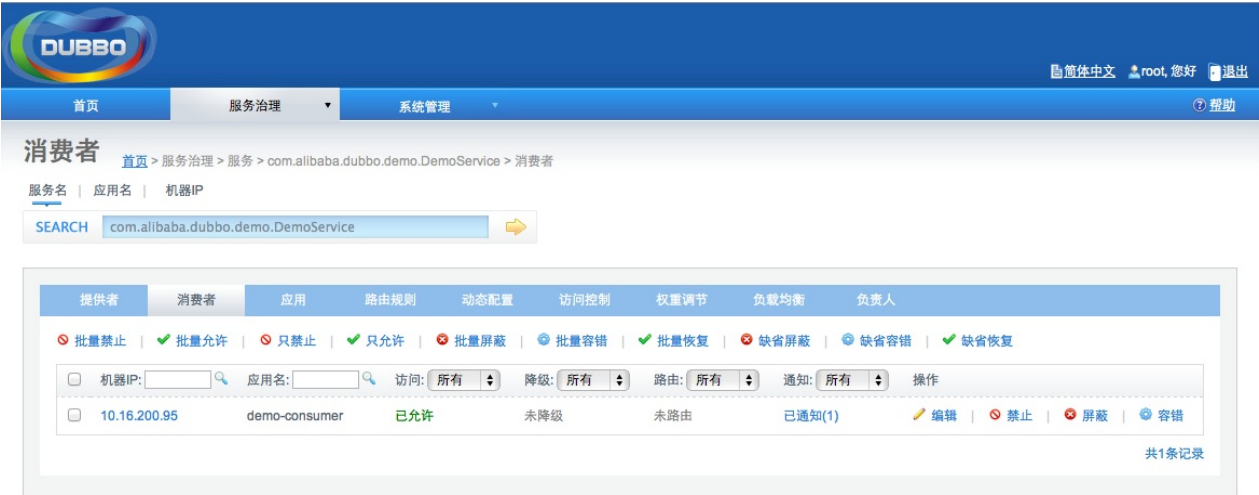 DUBBO
简体中文 root, 您好 退出
首页 服务治理 系统管理 帮助
消费者 首页 > 服务治理 > 服务 > com.alibaba.dubbo.demo.DemoService > 消费者
服务名 | 应用名 | 机器IP
SEARCH com.alibaba.dubbo.demo.DemoService
提供者 消费者 应用 路由规则 动态配置 访问控制 权重调节 负载均衡 负责人
批量禁止 | 批量允许 | 只禁止 | 只允许 | 批量屏蔽 | 批量容错 | 批量恢复 | 缺省屏蔽 | 缺省容错 | 缺省恢复
机器IP: 应用名: 访问: 所有 降级: 所有 路由: 所有 通知: 所有 操作
10.16.200.95 demo-consumer 已允许 未降级 未路由 已通知(1) 编辑 | 禁止 | 屏蔽 | 容错
共1条记录